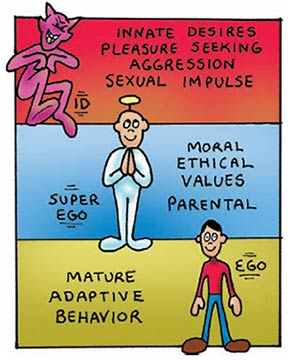 INNATE DESIRES
PLEASURE SEEKING
AGGRESSION
SEXUAL IMPULSE
ID
MORAL
ETHICAL
VALUES
PARENTAL
SUPER
EGO
EGO
MATURE
ADAPTIVE
BEHAVIOR